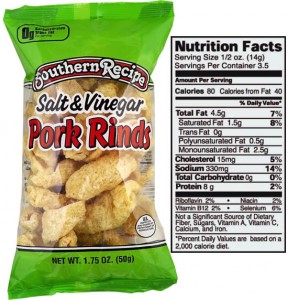 0g
Southern Recipe
Salt & Vinegar
Pork Rinds
NET WT. 1.75 OZ. (50g)
Nutrition Facts
Serving Size 1/2 oz. (14g)
Servings Per Container 3.5
Amount Per Serving
Calories 80 Calories from Fat 40
% Daily Value*
Total Fat 4.5g 7%
Saturated Fat 1.5g 8%
Trans Fat 0g
Polyunsaturated Fat 0.5g
Monounsaturated Fat 2.5g
Cholesterol 15mg 5%
Sodium 330mg 14%
Total Carbohydrate 0g 0%
Protein 8g 2%
Riboflavin 2% • Niacin 2%
Vitamin B12 2% • Selenium 6%
Not a Significant Source of Dietary
Fiber, Sugars, Vitamin A, Vitamin C,
Calcium, and Iron.
*Percent Daily Values are based on a
2,000 calorie diet.